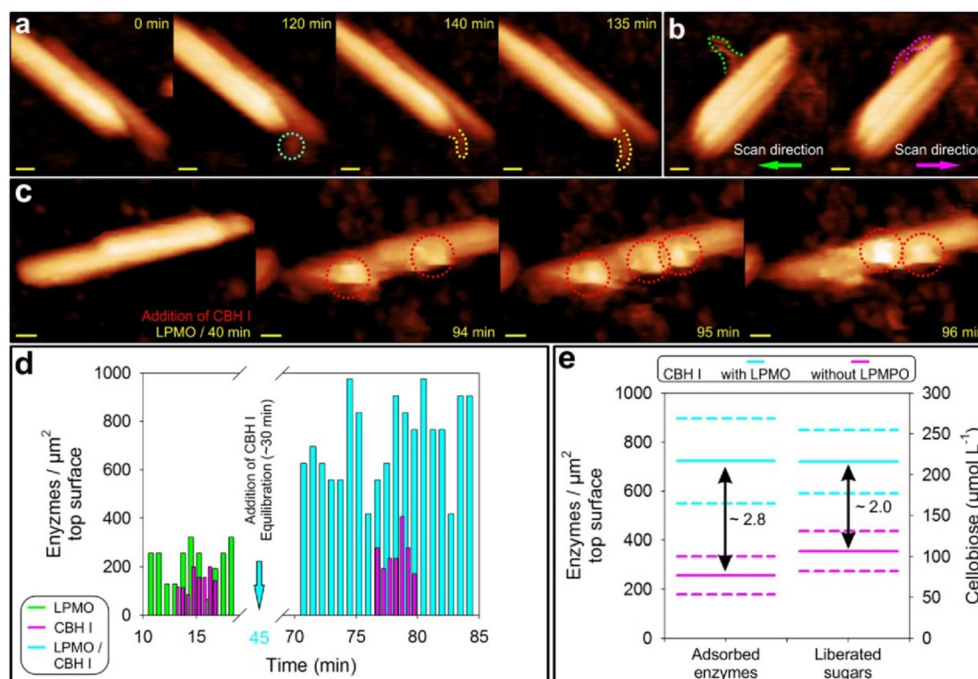 a
0 min
120 min
140 min
135 min
b
Scan direction
Scan direction
c
Addition of CBH I
LPMO / 40 min
94 min
95 min
96 min
d
1000
800
600
400
200
0
Enyzmes / µm²
top surface
Addition of CBH I
Equilibration (~30 min)
LPMO
CBH I
LPMO /
CBH I
10
15
45
70
75
80
85
Time (min)
e
CBH I with LPMO without LPMPO
1000
800
600
400
200
0
Enzymes / µm²
top surface
~ 2.8
~ 2.0
300
250
200
150
100
50
0
Cellobiose (µmol L⁻¹)
Adsorbed
enzymes
Liberated
sugars